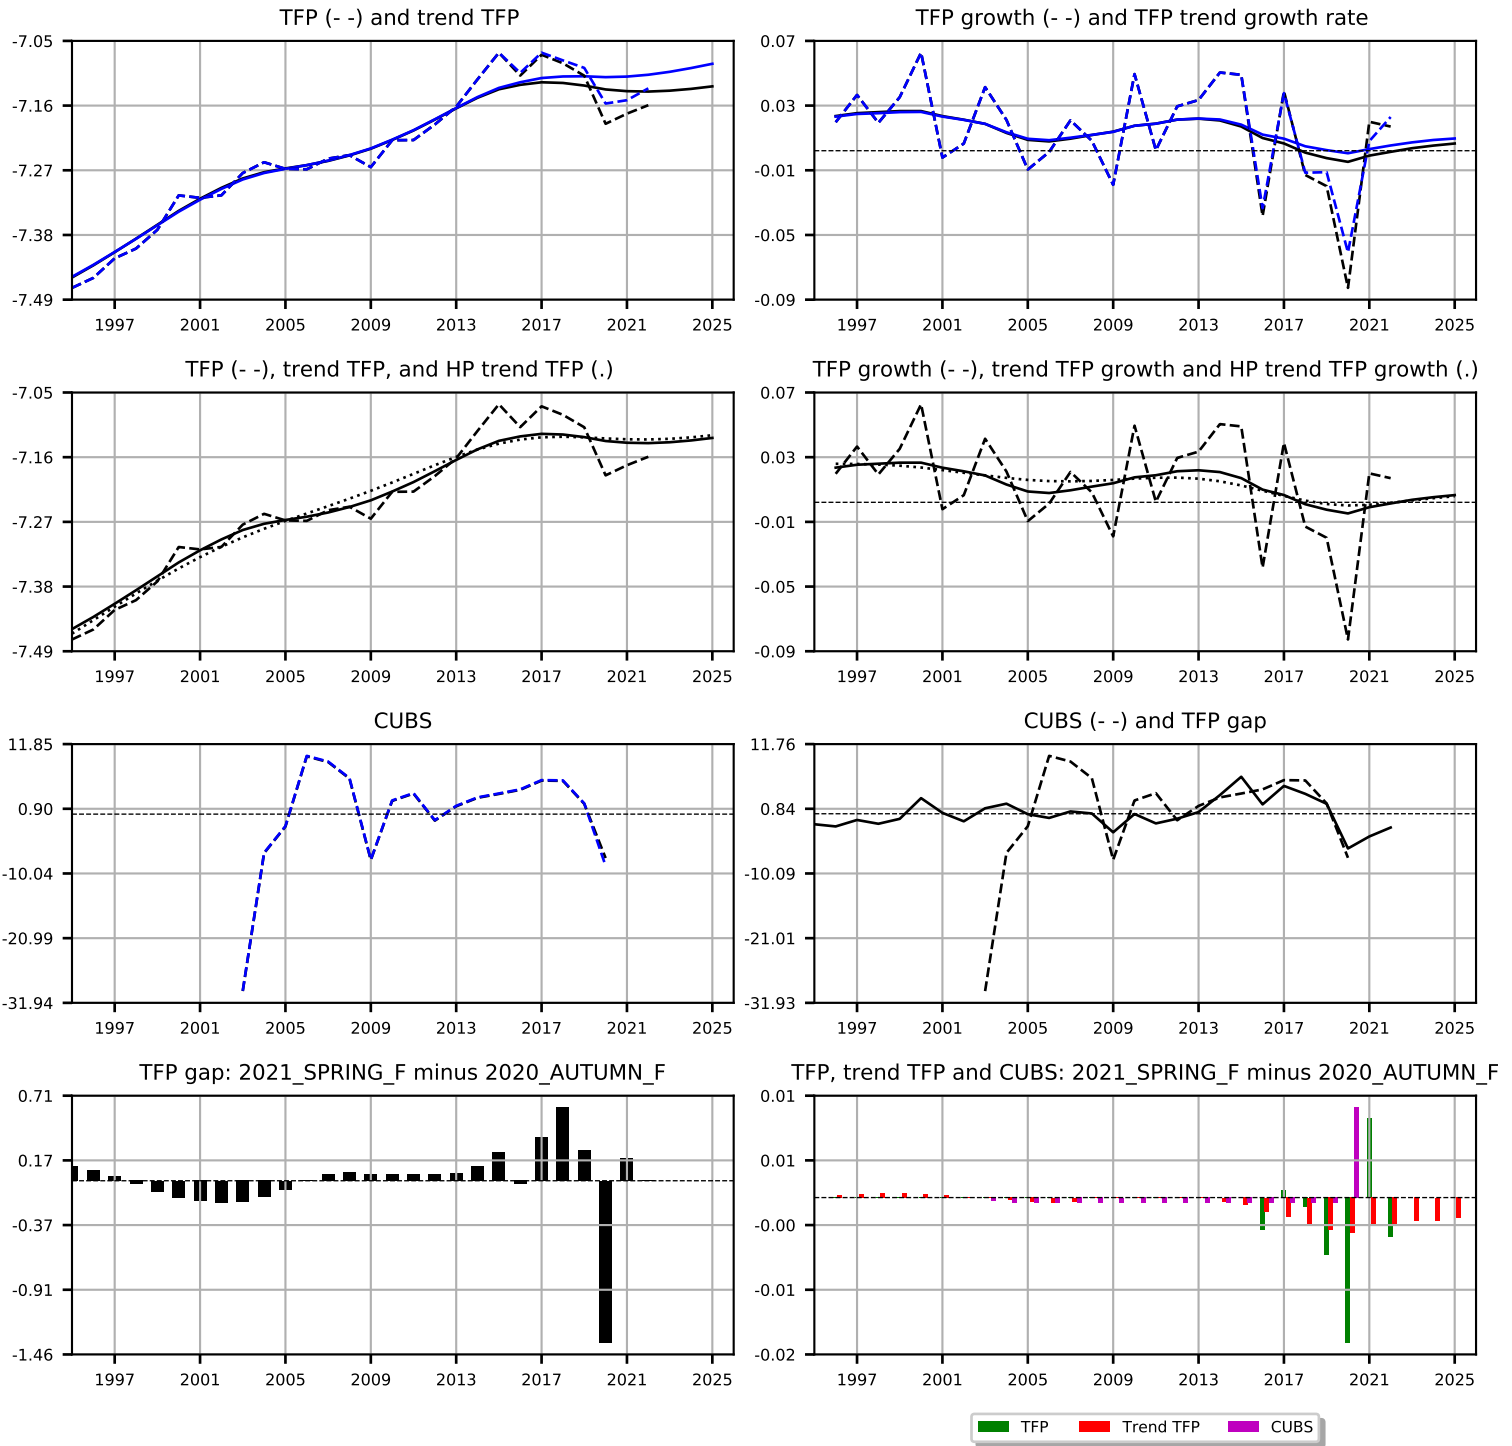 TFP (- -) and trend TFP
-7.05
-7.16
-7.27
-7.38
-7.49
1997 2001 2005 2009 2013 2017 2021 2025
TFP growth (- -) and TFP trend growth rate
0.07
0.03
-0.01
-0.05
-0.09
1997 2001 2005 2009 2013 2017 2021 2025
TFP (- -), trend TFP, and HP trend TFP (.)
-7.05
-7.16
-7.27
-7.38
-7.49
1997 2001 2005 2009 2013 2017 2021 2025
TFP growth (- -), trend TFP growth and HP trend TFP growth (.)
0.07
0.03
-0.01
-0.05
-0.09
1997 2001 2005 2009 2013 2017 2021 2025
CUBS
11.85
0.90
-10.04
-20.99
-31.94
1997 2001 2005 2009 2013 2017 2021 2025
CUBS (- -) and TFP gap
11.76
0.84
-10.09
-21.01
-31.93
1997 2001 2005 2009 2013 2017 2021 2025
TFP gap: 2021_SPRING_F minus 2020_AUTUMN_F
0.71
0.17
-0.37
-0.91
-1.46
1997 2001 2005 2009 2013 2017 2021 2025
TFP, trend TFP and CUBS: 2021_SPRING_F minus 2020_AUTUMN_F
0.01
0.01
-0.00
-0.01
-0.02
1997 2001 2005 2009 2013 2017 2021 2025
TFP Trend TFP CUBS